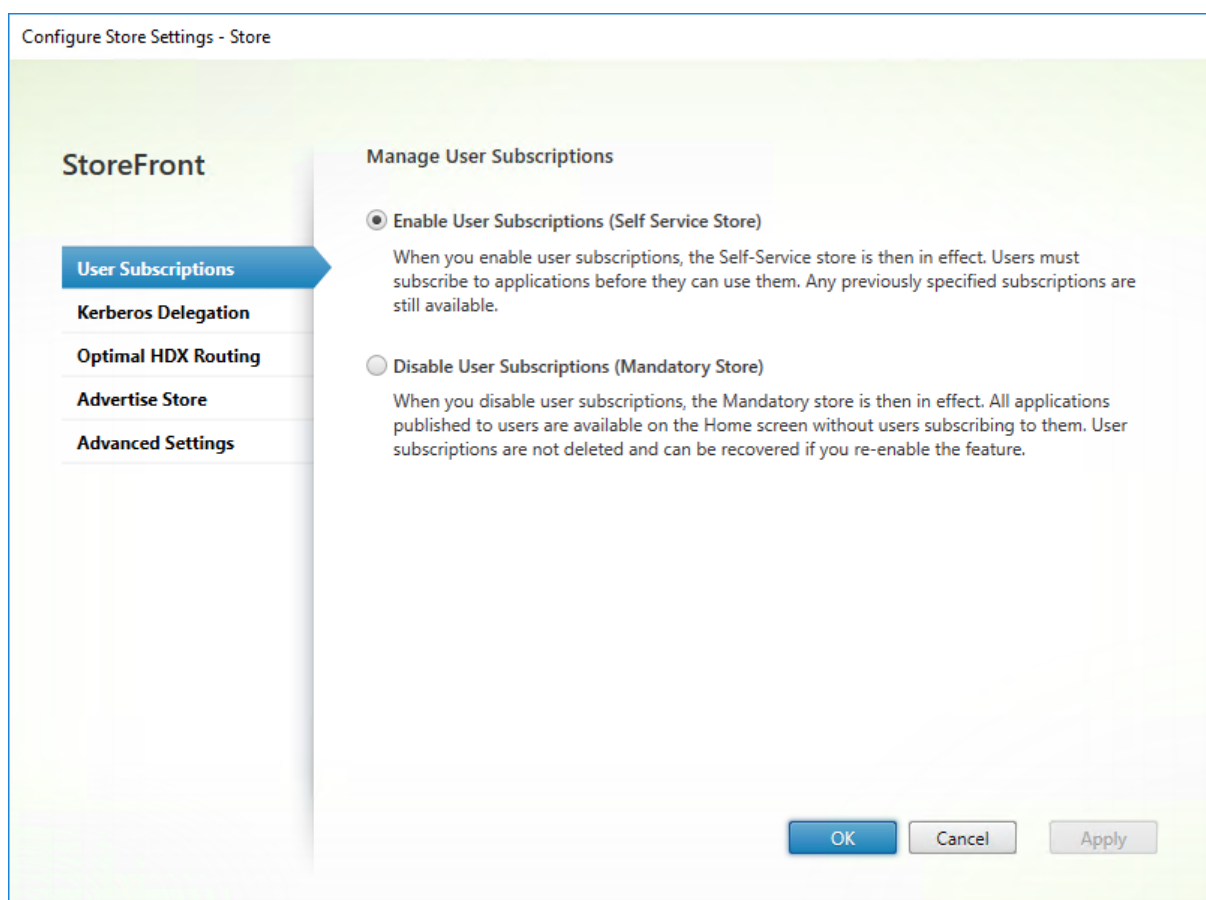 Configure Store Settings - Store
StoreFront
User Subscriptions
Kerberos Delegation
Optimal HDX Routing
Advertise Store
Advanced Settings
Manage User Subscriptions
Enable User Subscriptions (Self Service Store)
When you enable user subscriptions, the Self-Service store is then in effect. Users must
subscribe to applications before they can use them. Any previously specified subscriptions are
still available.
Disable User Subscriptions (Mandatory Store)
When you disable user subscriptions, the Mandatory store is then in effect. All applications
published to users are available on the Home screen without users subscribing to them. User
subscriptions are not deleted and can be recovered if you re-enable the feature.
OK
Cancel
Apply